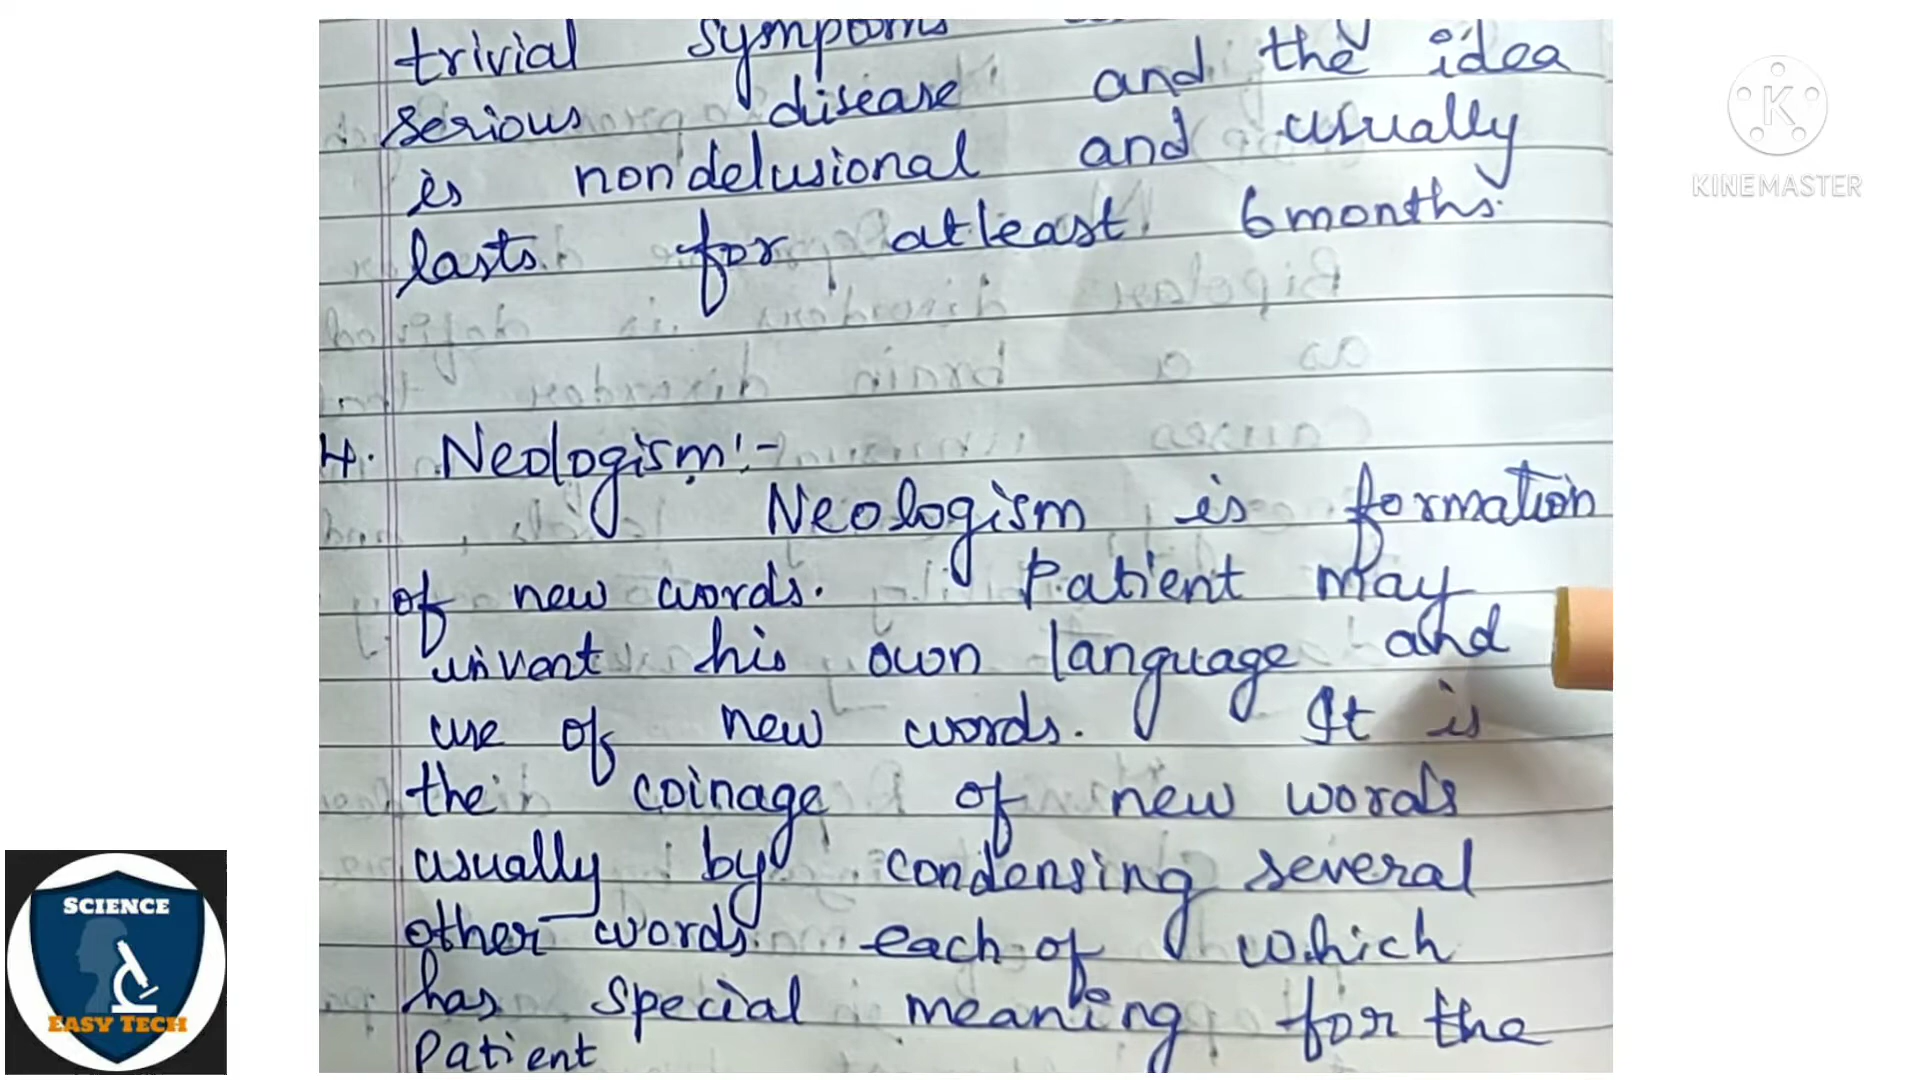 trivial symptoms
serious disease and the idea
is nondelusional and usually
lasts for atleast 6 months.
4. Neologism :-
Neologism is formation
of new words. Patient may
invent his own language and
use of new words. It is
the coinage of new words
usually by condensing several
other words each of which
has special meaning for the
Patient
KINEMASTER
SCIENCE
EASY TECH